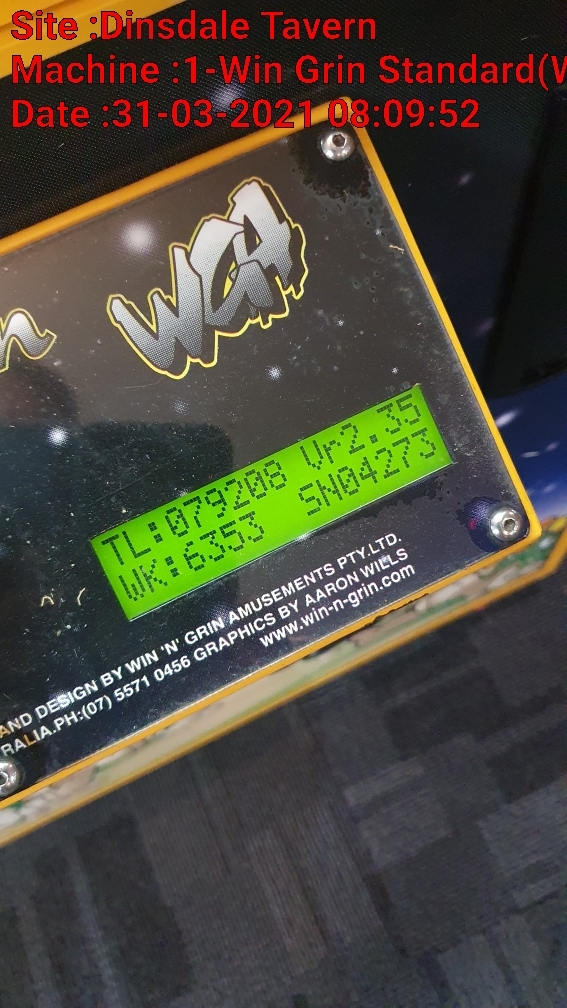 Site :Dinsdale Tavern
Machine :1-Win Grin Standard(W
Date :31-03-2021 08:09:52
n WGA
TL:079208 Vr2.35
WK:6353 SN04273
AND DESIGN BY WIN 'N' GRIN AMUSEMENTS PTY.LTD.
RALIA.PH:(07) 5571 0456 GRAPHICS BY AARON WILLS
www.win-n-grin.com